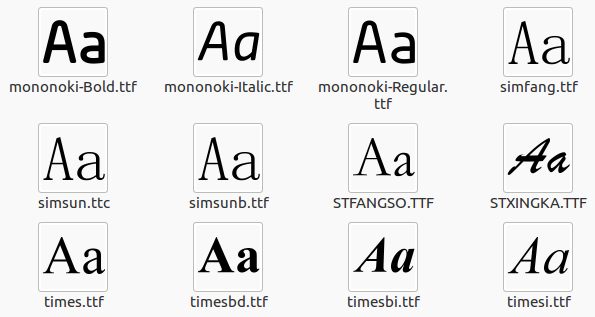 Aa Aa Aa Aa
mononoki-Bold.ttf mononoki-Italic.ttf mononoki-Regular. simfang.ttf
ttf
Aa Aa Aa Aa
simsun.ttc simsunb.ttf STFANGSO.TTF STXINGKA.TTF
Aa Aa Aa Aa
times.ttf timesbd.ttf timesbi.ttf timesi.ttf